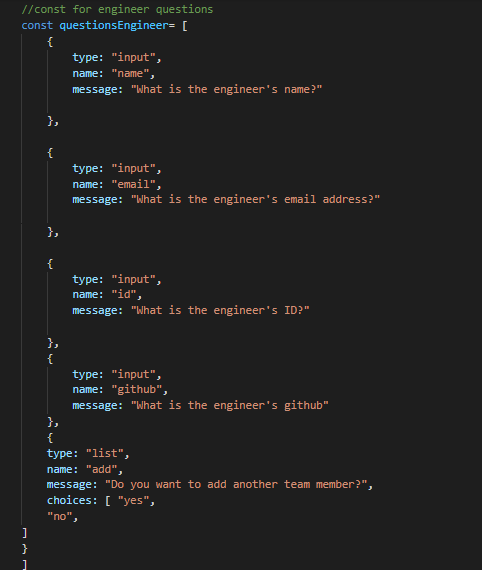 //const for engineer questions
const questionsEngineer= [
{
type: "input",
name: "name",
message: "What is the engineer's name?"
},
{
type: "input",
name: "email",
message: "What is the engineer's email address?"
},
{
type: "input",
name: "id",
message: "What is the engineer's ID?"
},
{
type: "input",
name: "github",
message: "What is the engineer's github"
},
{
type: "list",
name: "add",
message: "Do you want to add another team member?",
choices: [ "yes",
"no",
]
}
]